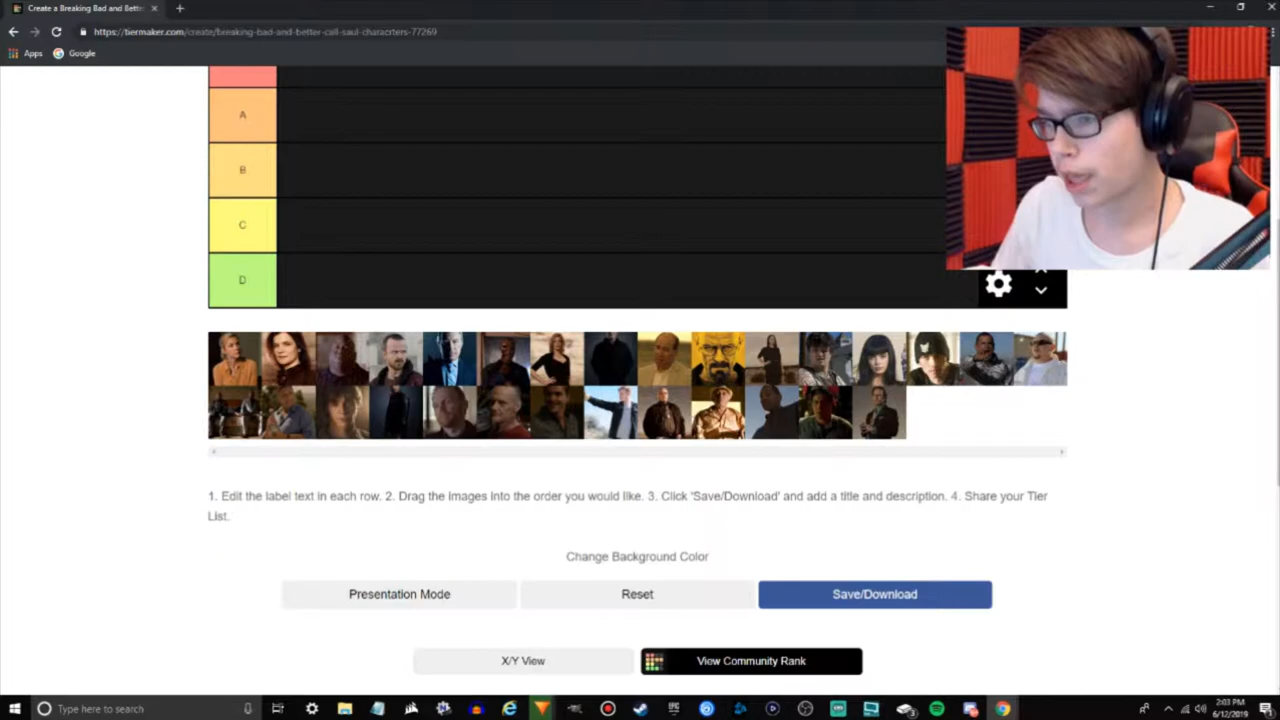 Create a Breaking Bad and Bette
https://tiermaker.com/create/breaking-bad-and-better-call-saul-characrters-77269
Apps Google
A
B
C
D
1. Edit the label text in each row. 2. Drag the images into the order you would like. 3. Click 'Save/Download' and add a title and description. 4. Share your Tier
List.
Change Background Color
Presentation Mode Reset Save/Download
X/Y View View Community Rank
Type here to search
2:03 PM
6/12/2019